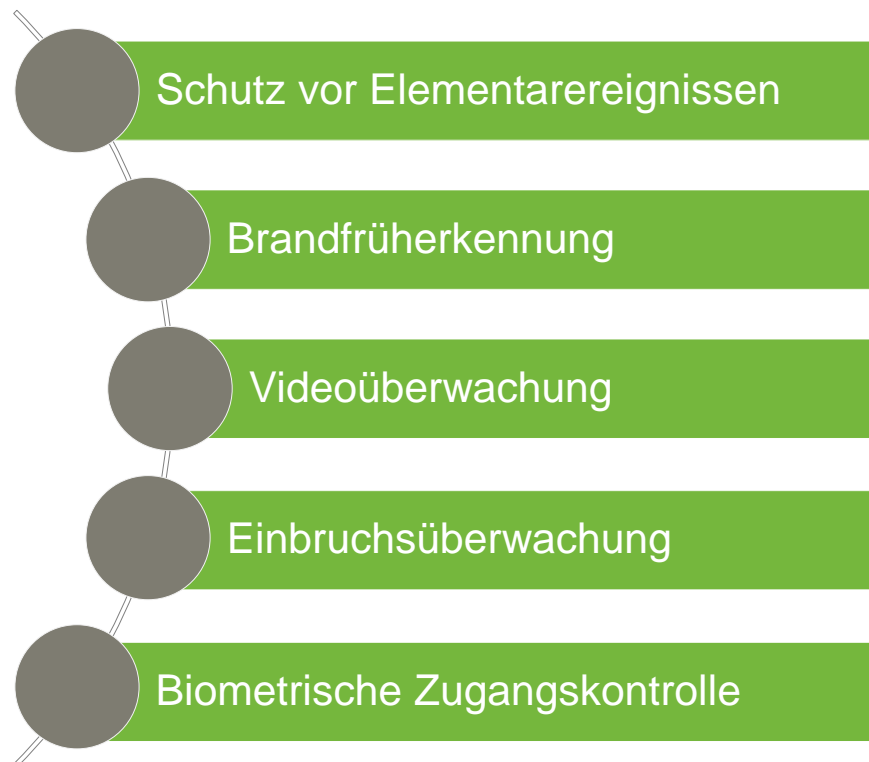 Schutz vor Elementarereignissen
Brandfrüherkennung
Videoüberwachung
Einbruchsüberwachung
Biometrische Zugangskontrolle